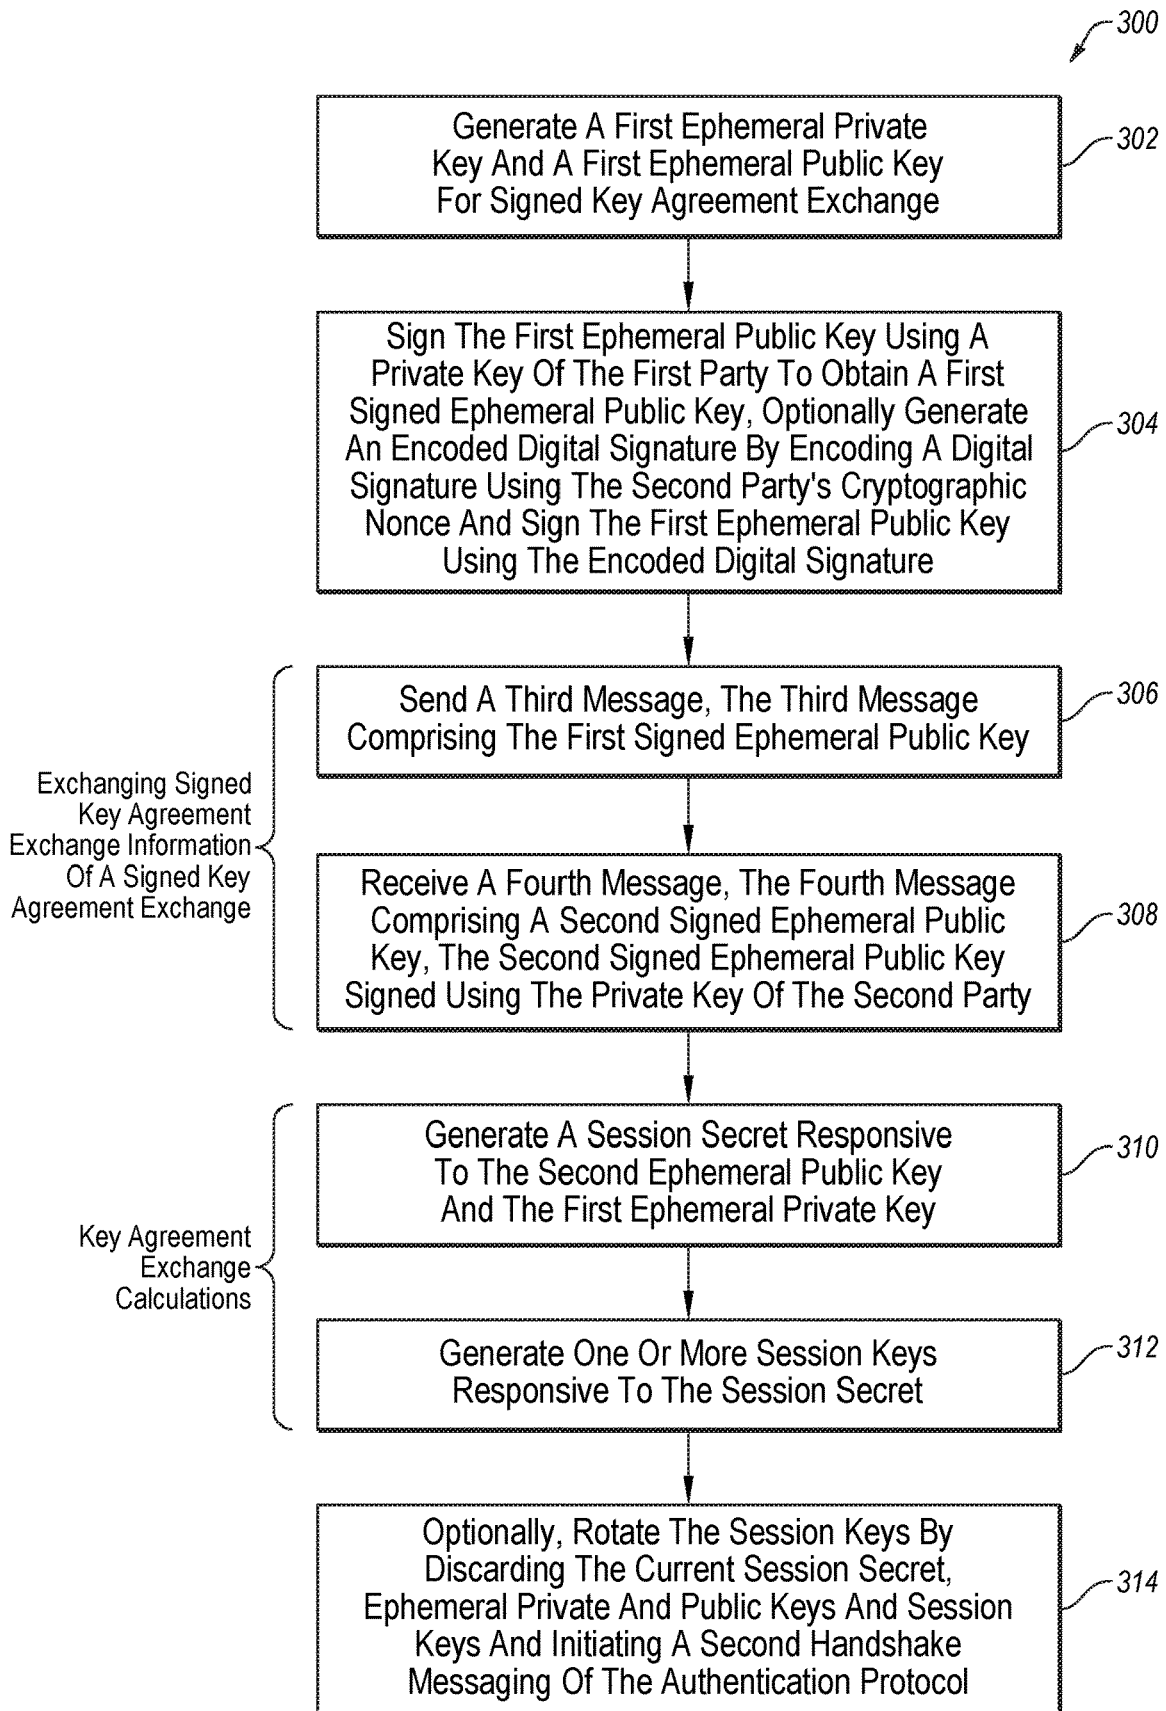 300
Generate A First Ephemeral Private
Key And A First Ephemeral Public Key
For Signed Key Agreement Exchange
302
Sign The First Ephemeral Public Key Using A
Private Key Of The First Party To Obtain A First
Signed Ephemeral Public Key, Optionally Generate
An Encoded Digital Signature By Encoding A Digital
Signature Using The Second Party's Cryptographic
Nonce And Sign The First Ephemeral Public Key
Using The Encoded Digital Signature
304
Exchanging Signed
Key Agreement
Exchange Information
Of A Signed Key
Agreement Exchange
Send A Third Message, The Third Message
Comprising The First Signed Ephemeral Public Key
306
Receive A Fourth Message, The Fourth Message
Comprising A Second Signed Ephemeral Public
Key, The Second Signed Ephemeral Public Key
Signed Using The Private Key Of The Second Party
308
Key Agreement
Exchange
Calculations
Generate A Session Secret Responsive
To The Second Ephemeral Public Key
And The First Ephemeral Private Key
310
Generate One Or More Session Keys
Responsive To The Session Secret
312
Optionally, Rotate The Session Keys By
Discarding The Current Session Secret,
Ephemeral Private And Public Keys And Session
Keys And Initiating A Second Handshake
Messaging Of The Authentication Protocol
314